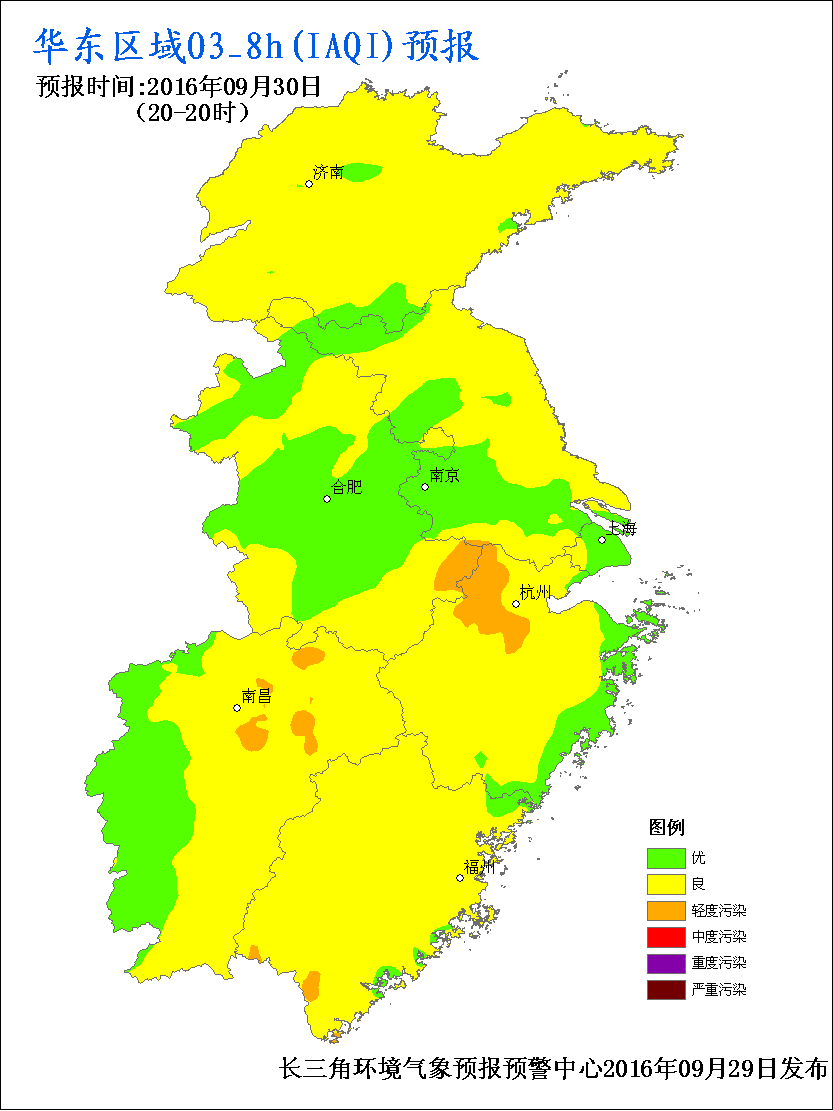 华东区域O3_8h(IAQI)预报
预报时间:2016年09月30日
(20-20时)
济南
合肥
南京
上海
杭州
南昌
福州
图例
优
良
轻度污染
中度污染
重度污染
严重污染
长三角环境气象预报预警中心2016年09月29日发布